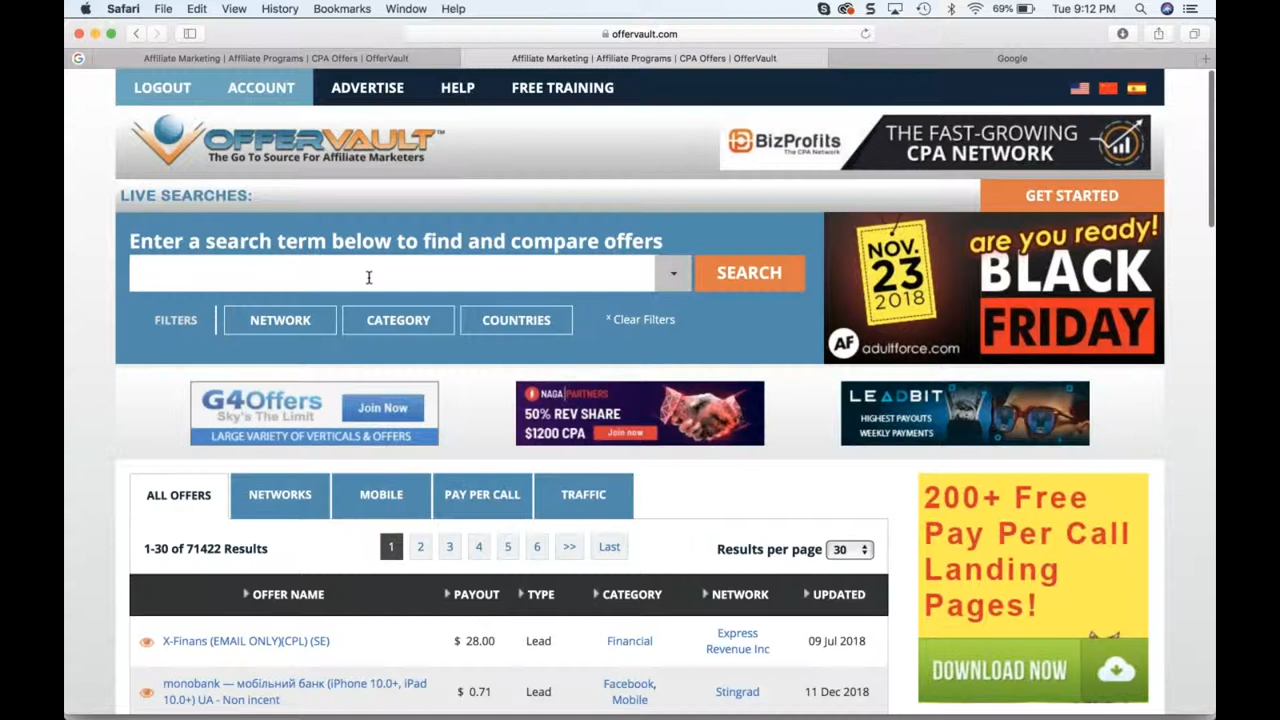 Safari File Edit View History Bookmarks Window Help
69% Tue 9:12 PM
offervault.com
Affiliate Marketing | Affiliate Programs | CPA Offers | OfferVault
Affiliate Marketing | Affiliate Programs | CPA Offers | OfferVault
Google
LOGOUT ACCOUNT ADVERTISE HELP FREE TRAINING
OFFERVAULT™
The Go To Source For Affiliate Marketers
BizProfits
The CPA Network
THE FAST-GROWING
CPA NETWORK
LIVE SEARCHES:
GET STARTED
Enter a search term below to find and compare offers
SEARCH
FILTERS NETWORK CATEGORY COUNTRIES x Clear Filters
NOV.
23
2018
are you ready!
BLACK
FRIDAY
AF adultforce.com
G4Offers
Sky's The Limit
Join Now
LARGE VARIETY OF VERTICALS & OFFERS
NAGA PARTNERS
50% REV SHARE
$1200 CPA
Join now
LEADBIT
HIGHEST PAYOUTS
WEEKLY PAYMENTS
ALL OFFERS NETWORKS MOBILE PAY PER CALL TRAFFIC
1-30 of 71422 Results
1 2 3 4 5 6 >> Last
Results per page 30
OFFER NAME PAYOUT TYPE CATEGORY NETWORK UPDATED
X-Finans (EMAIL ONLY)(CPL) (SE) $ 28.00 Lead Financial Express Revenue Inc 09 Jul 2018
monobank — мобільний банк (iPhone 10.0+, iPad
10.0+) UA - Non incent
$ 0.71 Lead Facebook, Mobile Stingrad 11 Dec 2018
200+ Free
Pay Per Call
Landing
Pages!
DOWNLOAD NOW